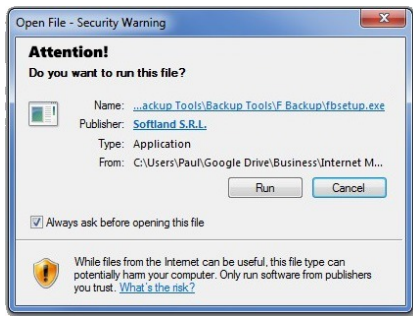 Open File - Security Warning
Attention!
Do you want to run this file?
Name: ...ackup Tools\Backup Tools\F Backup\fbsetup.exe
Publisher: Softland S.R.L.
Type: Application
From: C:\Users\Paul\Google Drive\Business\Internet M...
Run Cancel
Always ask before opening this file
While files from the Internet can be useful, this file type can
potentially harm your computer. Only run software from publishers
you trust. What's the risk?